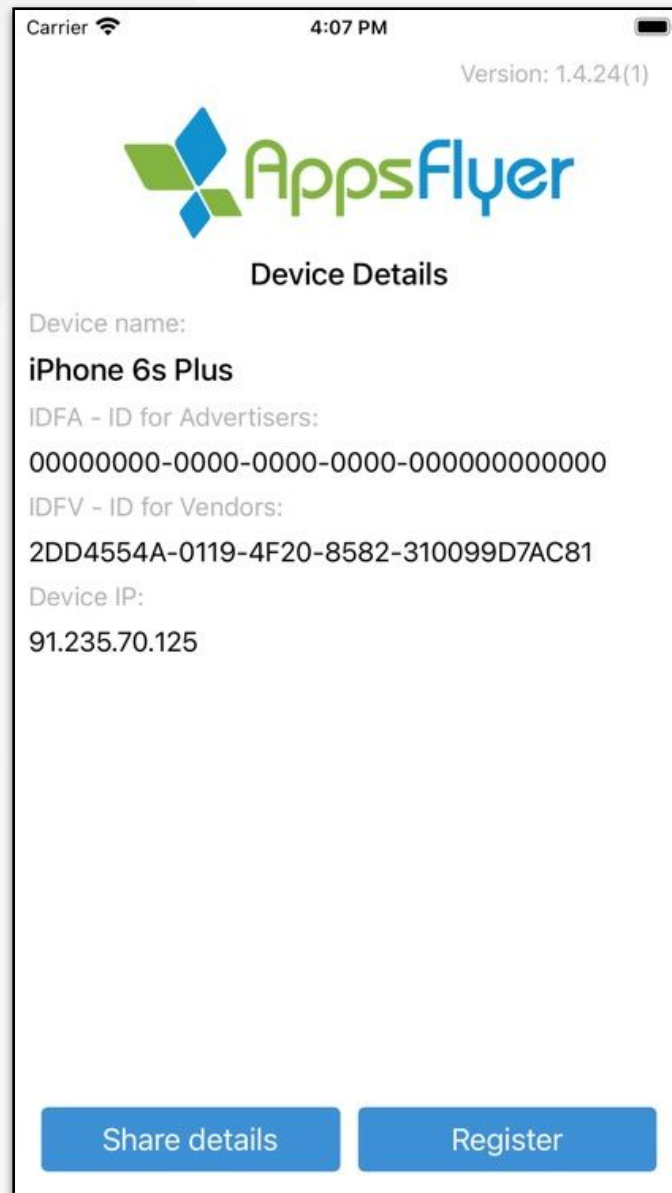 Carrier
4:07 PM
Version: 1.4.24(1)
AppsFlyer
Device Details
Device name:
iPhone 6s Plus
IDFA - ID for Advertisers:
00000000-0000-0000-0000-000000000000
IDFV - ID for Vendors:
2DD4554A-0119-4F20-8582-310099D7AC81
Device IP:
91.235.70.125
Share details
Register